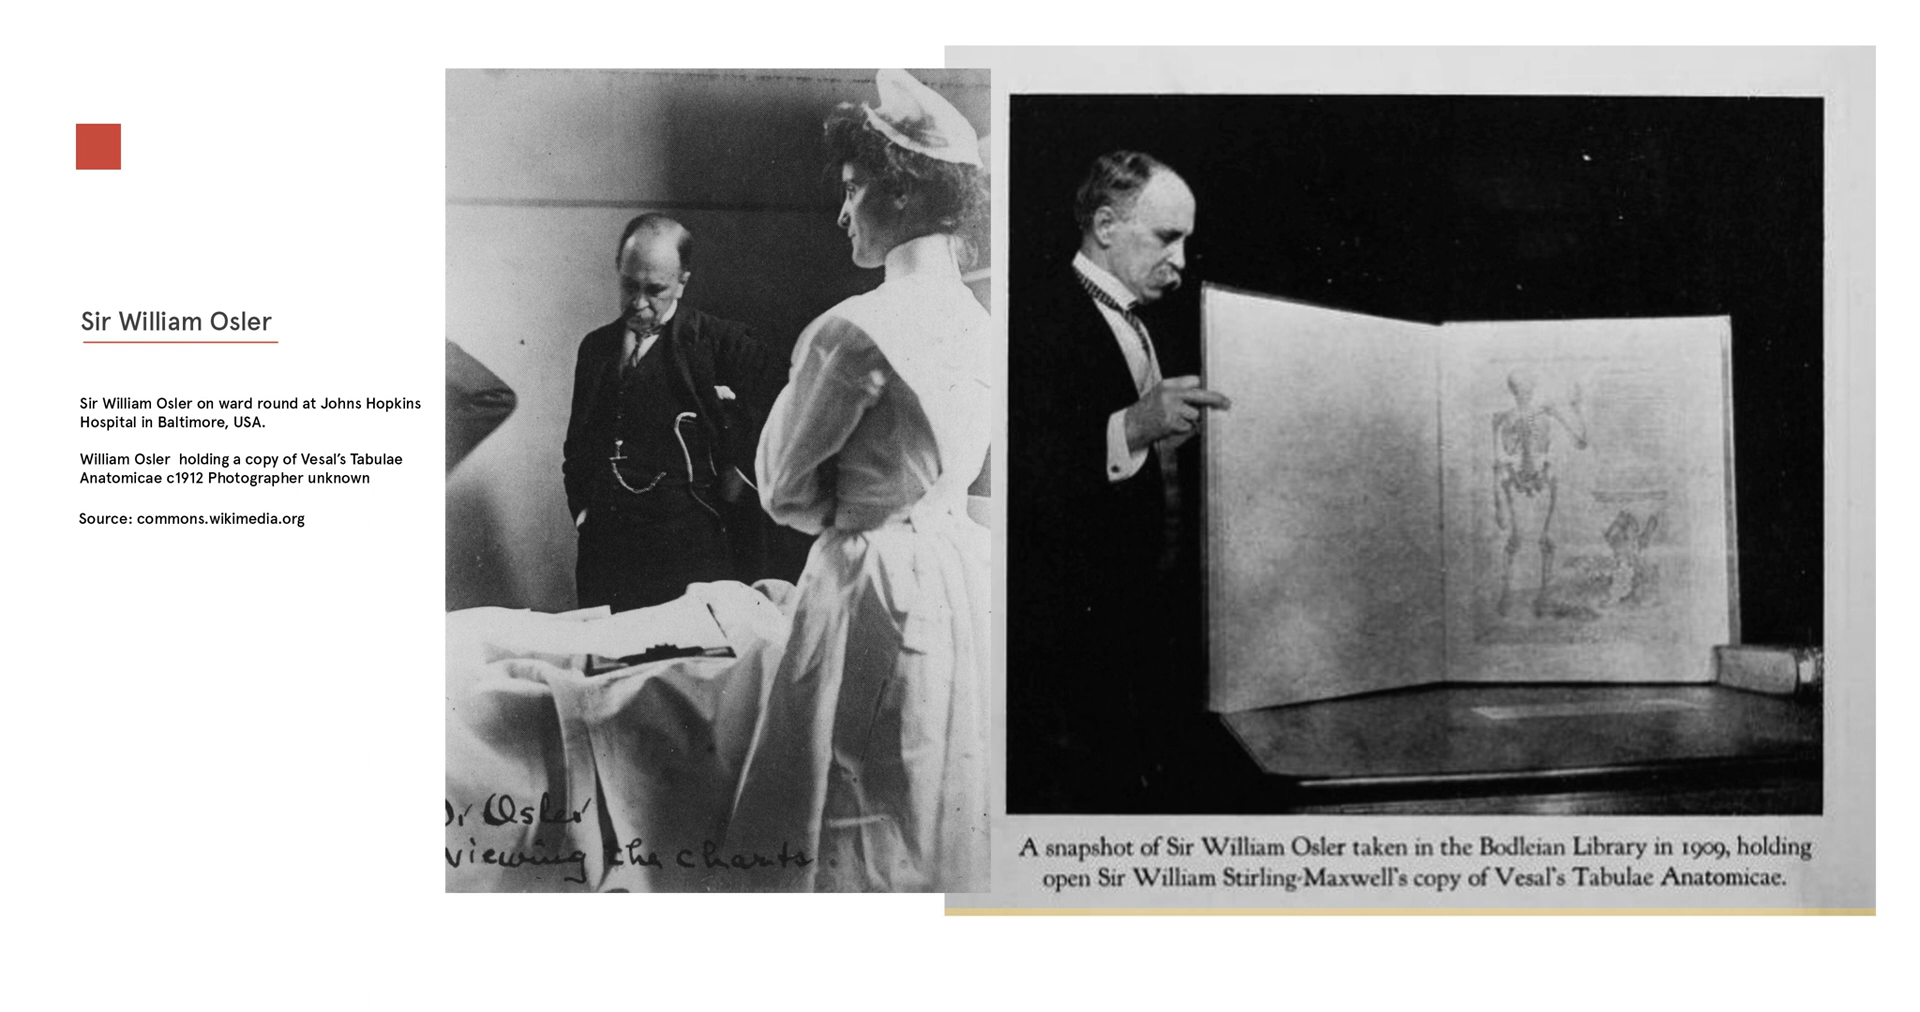 Sir William Osler
Sir William Osler on ward round at Johns Hopkins
Hospital in Baltimore, USA.
William Osler  holding a copy of Vesal’s Tabulae
Anatomicae c1912 Photographer unknown
Source: commons.wikimedia.org
Dr Osler
viewing the charts.
A snapshot of Sir William Osler taken in the Bodleian Library in 1909, holding
open Sir William Stirling-Maxwell's copy of Vesal's Tabulae Anatomicae.